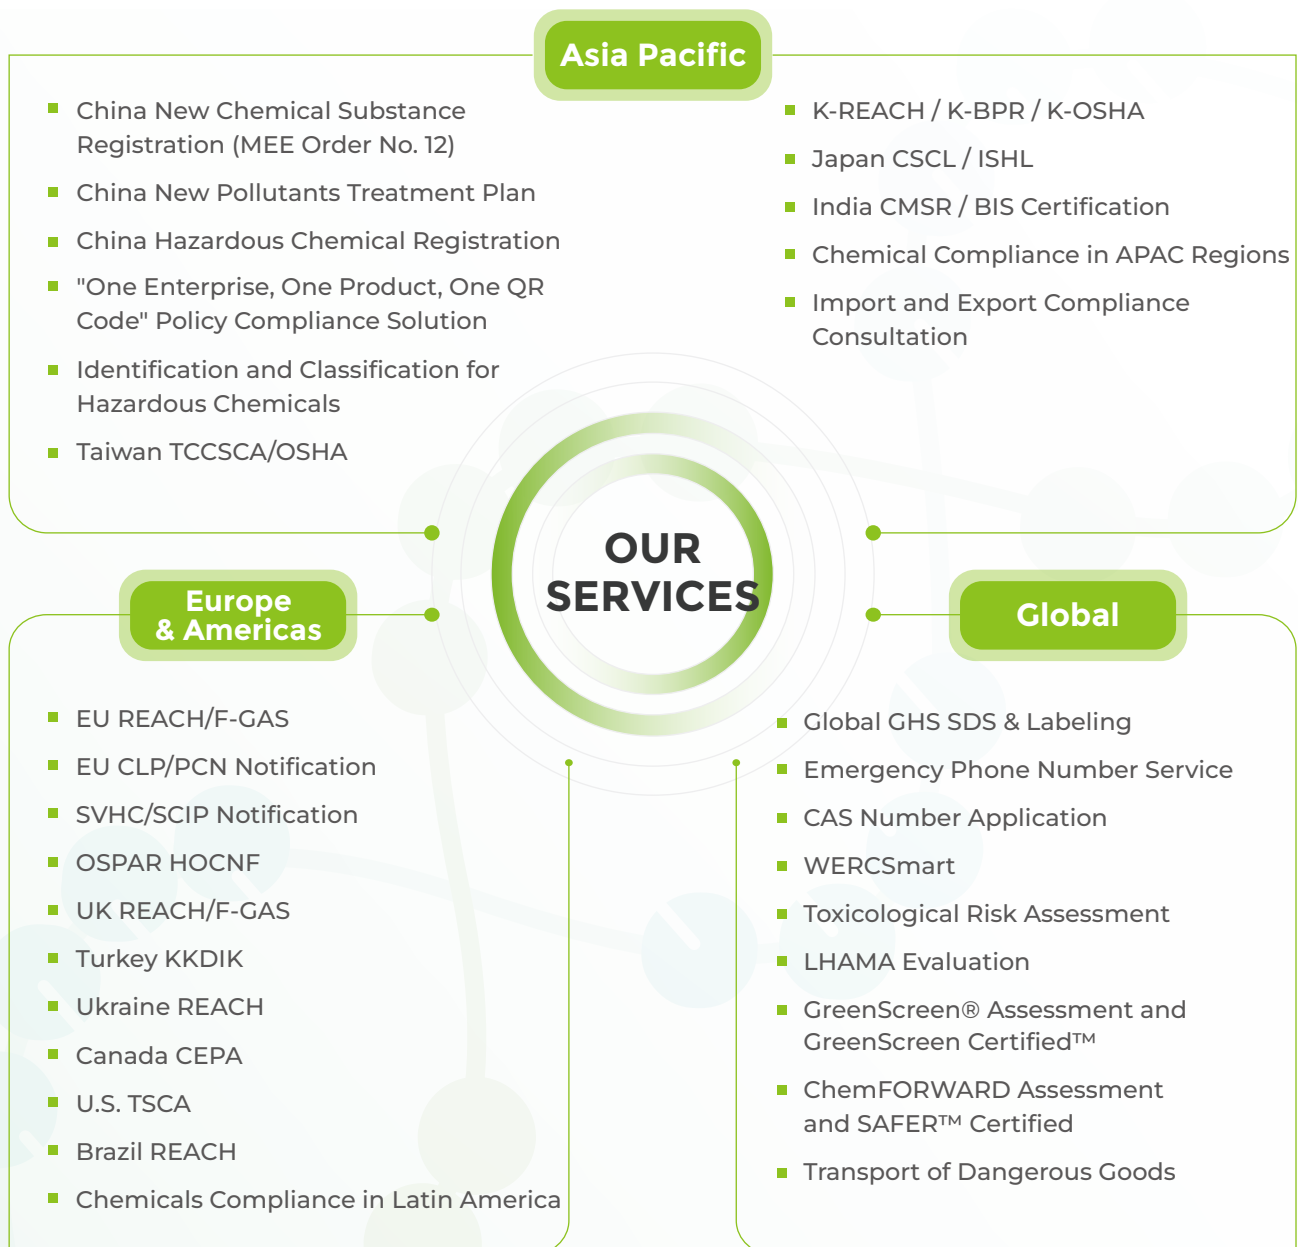 Asia Pacific
China New Chemical Substance
Registration (MEE Order No. 12)
China New Pollutants Treatment Plan
China Hazardous Chemical Registration
"One Enterprise, One Product, One QR
Code" Policy Compliance Solution
Identification and Classification for
Hazardous Chemicals
Taiwan TCCSCA/OSHA
K-REACH / K-BPR / K-OSHA
Japan CSCL / ISHL
India CMSR / BIS Certification
Chemical Compliance in APAC Regions
Import and Export Compliance
Consultation
OUR
SERVICES
Europe
& Americas
EU REACH/F-GAS
EU CLP/PCN Notification
SVHC/SCIP Notification
OSPAR HOCNF
UK REACH/F-GAS
Turkey KKDIK
Ukraine REACH
Canada CEPA
U.S. TSCA
Brazil REACH
Chemicals Compliance in Latin America
Global
Global GHS SDS & Labeling
Emergency Phone Number Service
CAS Number Application
WERCSmart
Toxicological Risk Assessment
LHAMA Evaluation
GreenScreen® Assessment and
GreenScreen Certified™
ChemFORWARD Assessment
and SAFER™ Certified
Transport of Dangerous Goods